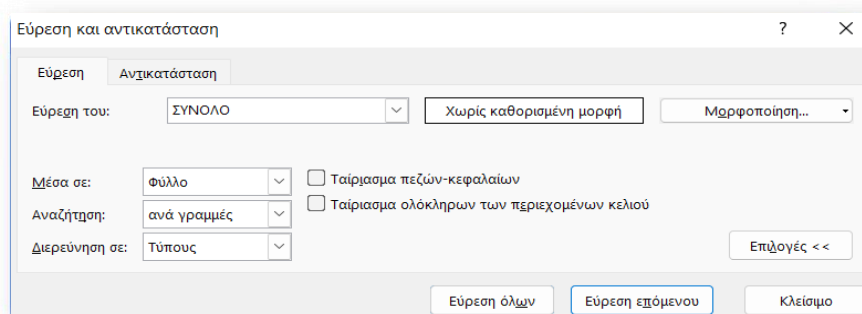 Εύρεση και αντικατάσταση ?
Εύρεση Αντικατάσταση
Εύρεση του: ΣΥΝΟΛΟ Χωρίς καθορισμένη μορφή Μορφοποίηση...
Μέσα σε: Φύλλο Ταίριασμα πεζών-κεφαλαίων
Αναζήτηση: ανά γραμμές Ταίριασμα ολόκληρων των περιεχομένων κελιού
Διερεύνηση σε: Τύπους Επιλογές <<
Εύρεση όλων Εύρεση επόμενου Κλείσιμο